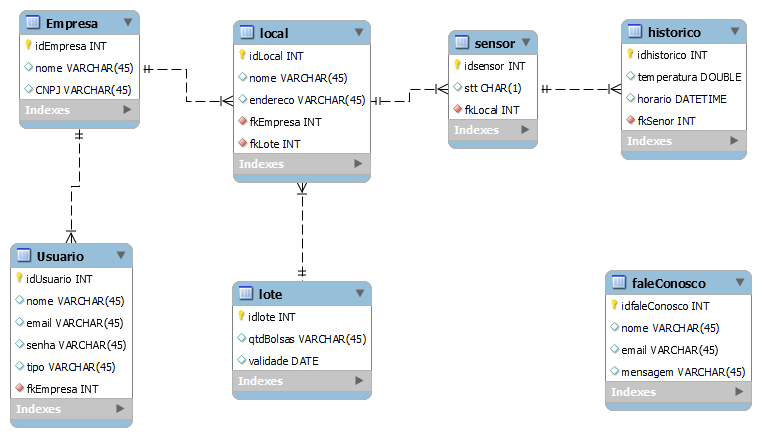 Empresa
idEmpresa INT
nome VARCHAR(45)
CNPJ VARCHAR(45)
Indexes
local
idLocal INT
nome VARCHAR(45)
endereco VARCHAR(45)
fkEmpresa INT
fkLote INT
Indexes
sensor
idsensor INT
stt CHAR(1)
fkLocal INT
Indexes
historico
idhistorico INT
temperatura DOUBLE
horario DATETIME
fkSenor INT
Indexes
Usuario
idUsuario INT
nome VARCHAR(45)
email VARCHAR(45)
senha VARCHAR(45)
tipo VARCHAR(45)
fkEmpresa INT
Indexes
lote
idlote INT
qtdBolsas VARCHAR(45)
validade DATE
Indexes
faleConosco
idfaleConosco INT
nome VARCHAR(45)
email VARCHAR(45)
mensagem VARCHAR(45)
Indexes